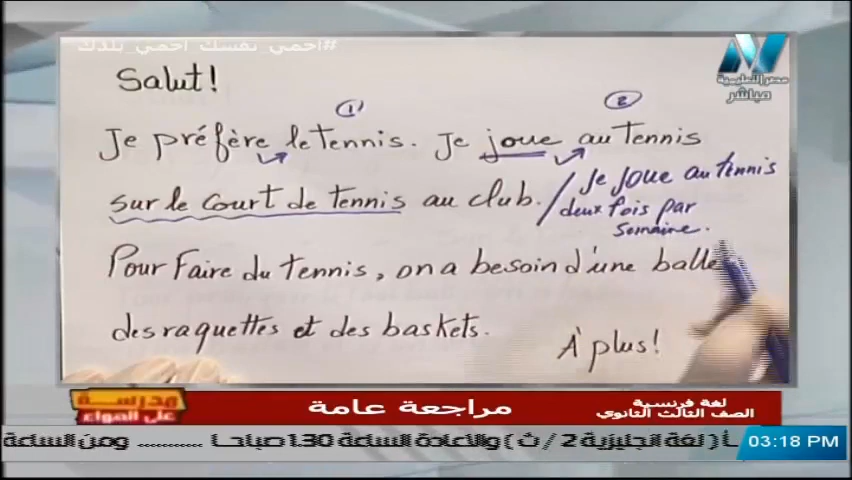 #احمي نفسك احمي بلدك
مصر التعليمية
مباشر
Salut!
① ②
Je préfère le tennis. Je joue au Tennis
sur le court de tennis au club. / Je joue au tennis
deux fois par
semaine.
Pour faire du tennis, on a besoin d'une balle
des raquettes et des baskets.
À plus!
مدرسة
على الهواء
مراجعة عامة
لغة فرنسية
الصف الثالث الثانوي
أ ( لغة انجليزية 2 / ث ) والأعادة الساعة 1.30 صباحا .......... ومن الساعة
03:18 PM